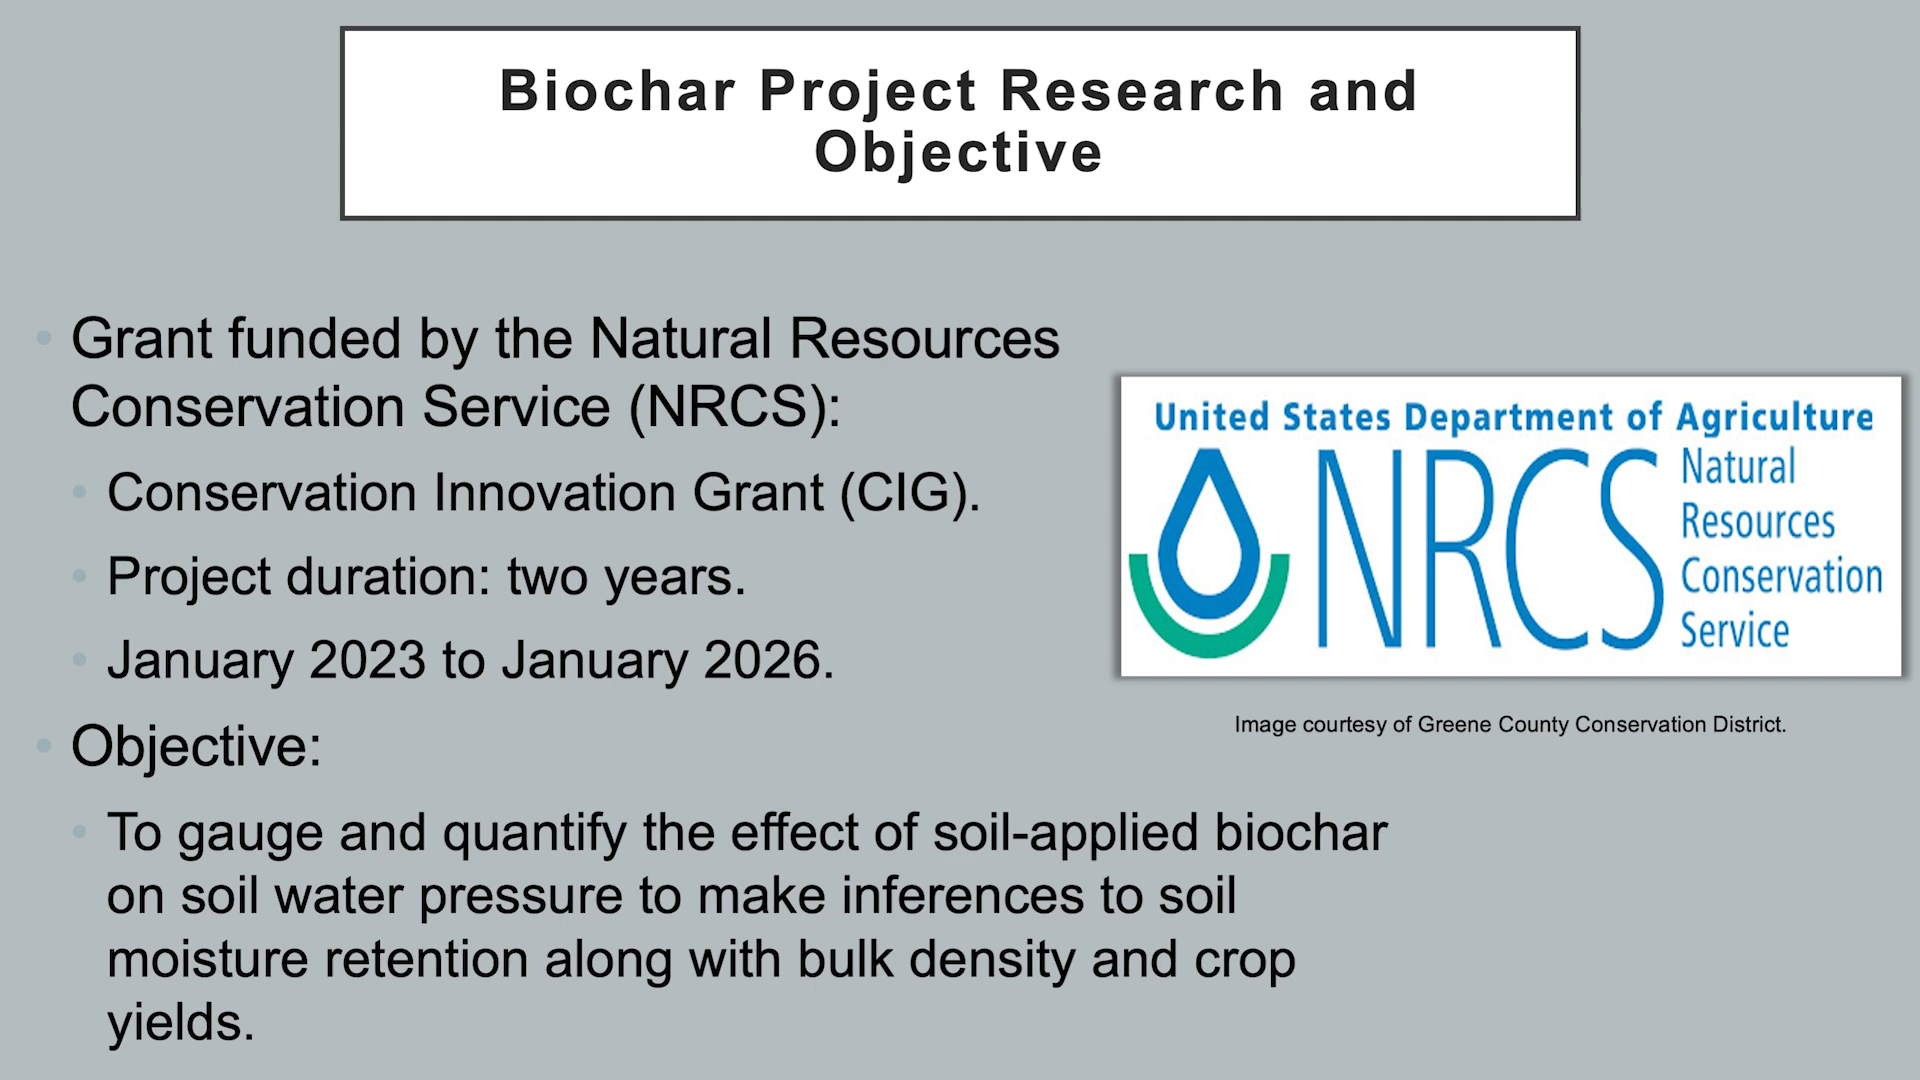 Biochar Project Research and
Objective
• Grant funded by the Natural Resources
Conservation Service (NRCS):
• Conservation Innovation Grant (CIG).
• Project duration: two years.
• January 2023 to January 2026.
• Objective:
• To gauge and quantify the effect of soil-applied biochar
on soil water pressure to make inferences to soil
moisture retention along with bulk density and crop
yields.
United States Department of Agriculture
NRCS
Natural
Resources
Conservation
Service
Image courtesy of Greene County Conservation District.